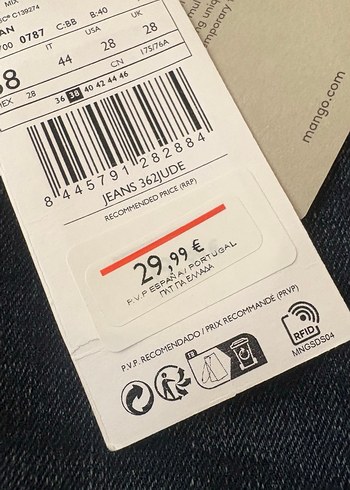 MIX
C139274
0787 C:BB B:40
IT USA UK
38 44 28 28
CN 175/76A
MEX 28
36 38 40 42 44 46
8 445791 282884
JEANS 362JUDE
RECOMMENDED PRICE (RRP)
29,99 €
P.V.P ESPAÑA / PORTUGAL
ΠΛΤ ΓΙΑ ΕΛΛΑΔΑ
P.V.P. RECOMENDADO / PRIX RECOMMANDÉ (PRVP)
RFID
MNGSDS04
mango.com